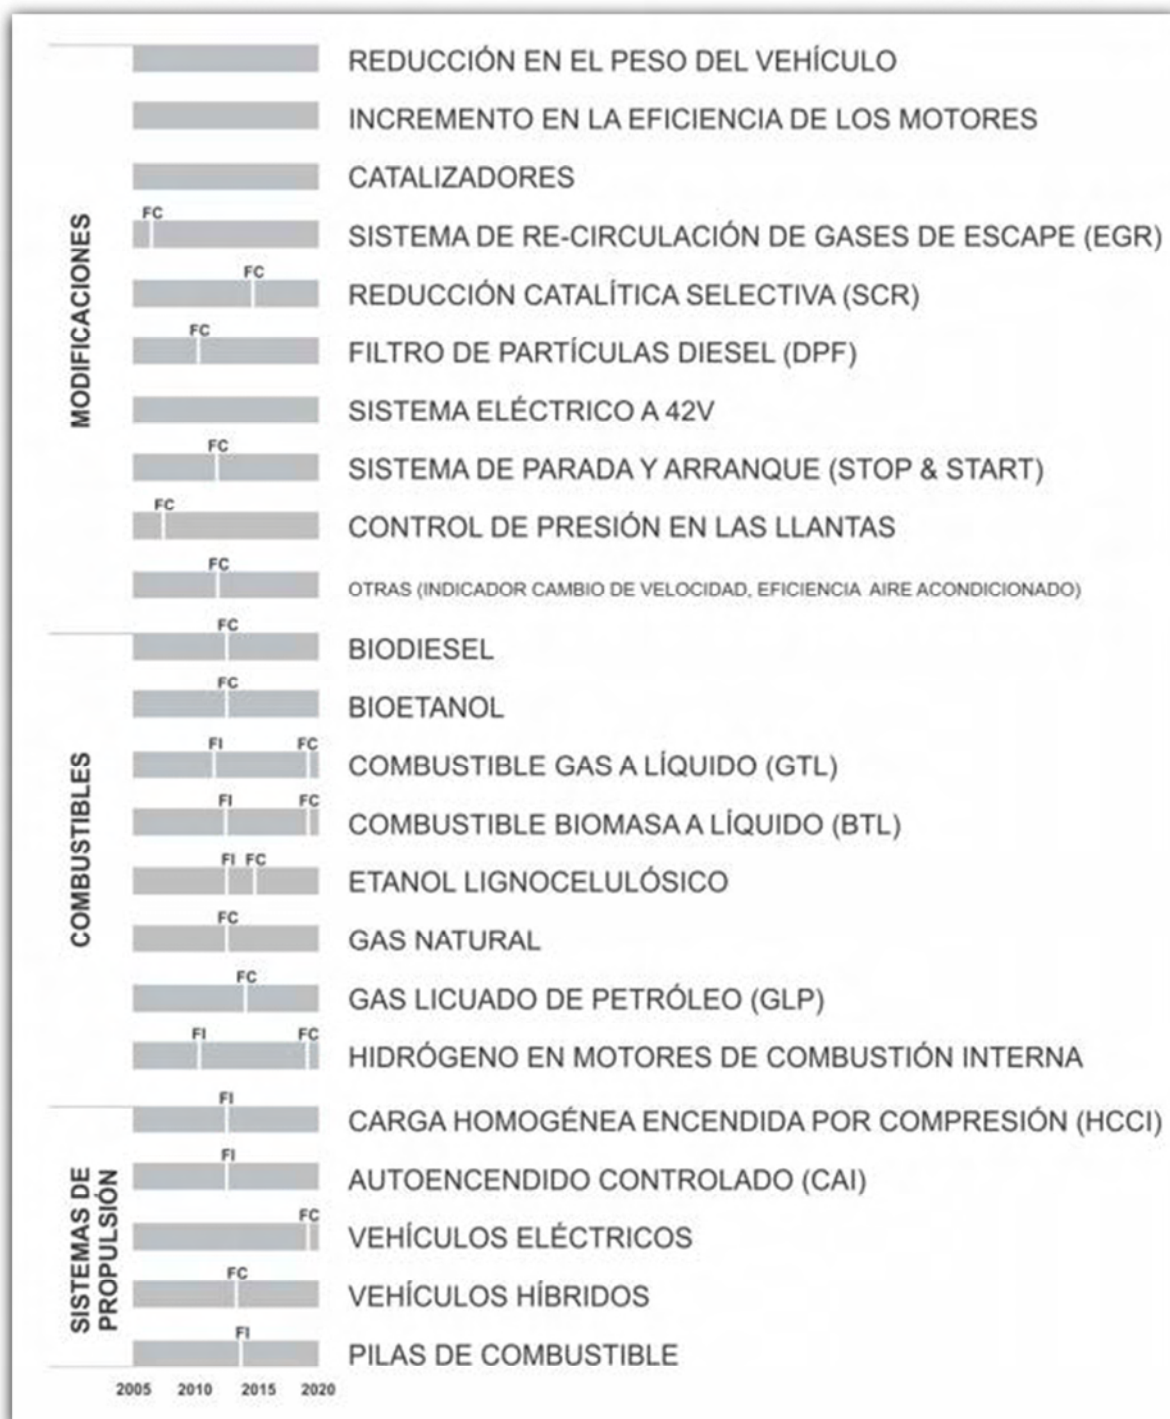 REDUCCIÓN EN EL PESO DEL VEHÍCULO
INCREMENTO EN LA EFICIENCIA DE LOS MOTORES
CATALIZADORES
FC
SISTEMA DE RE-CIRCULACIÓN DE GASES DE ESCAPE (EGR)
FC
REDUCCIÓN CATALÍTICA SELECTIVA (SCR)
FC
FILTRO DE PARTÍCULAS DIESEL (DPF)
SISTEMA ELÉCTRICO A 42V
FC
SISTEMA DE PARADA Y ARRANQUE (STOP & START)
FC
CONTROL DE PRESIÓN EN LAS LLANTAS
FC
OTRAS (INDICADOR CAMBIO DE VELOCIDAD, EFICIENCIA AIRE ACONDICIONADO)
MODIFICACIONES
FC
BIODIESEL
FC
BIOETANOL
FI FC
COMBUSTIBLE GAS A LÍQUIDO (GTL)
FI FC
COMBUSTIBLE BIOMASA A LÍQUIDO (BTL)
FI FC
ETANOL LIGNOCELULÓSICO
FC
GAS NATURAL
FC
GAS LICUADO DE PETRÓLEO (GLP)
FI FC
HIDRÓGENO EN MOTORES DE COMBUSTIÓN INTERNA
COMBUSTIBLES
FI
CARGA HOMOGÉNEA ENCENDIDA POR COMPRESIÓN (HCCI)
FI
AUTOENCENDIDO CONTROLADO (CAI)
FC
VEHÍCULOS ELÉCTRICOS
FC
VEHÍCULOS HÍBRIDOS
FI
PILAS DE COMBUSTIBLE
SISTEMAS DE
PROPULSIÓN
2005 2010 2015 2020